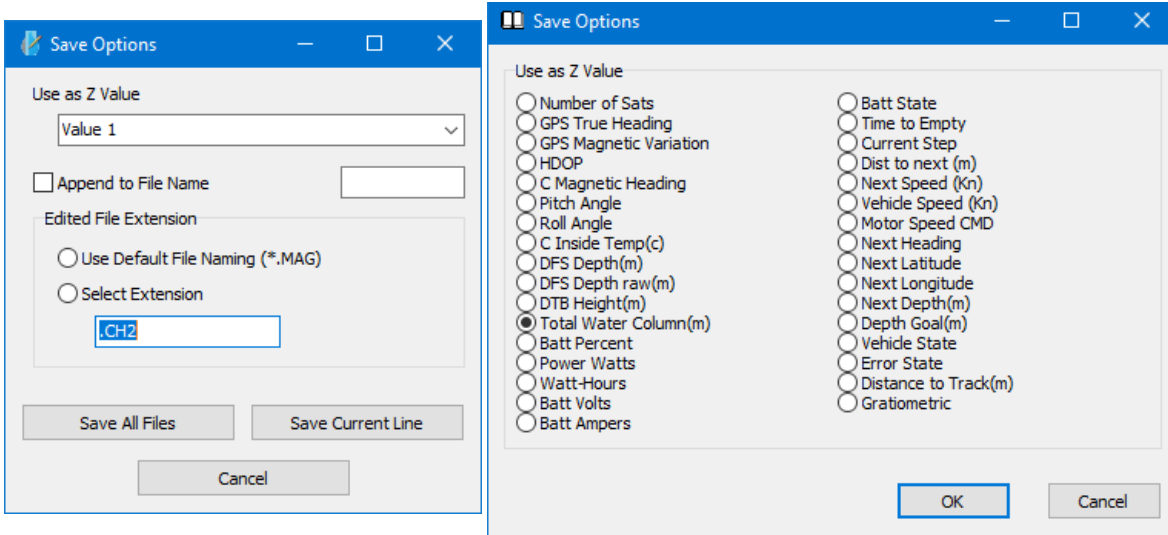 Save Options
Use as Z Value
Value 1
Append to File Name
Edited File Extension
Use Default File Naming (*.MAG)
Select Extension
.CH2
Save All Files
Save Current Line
Cancel
Save Options
Use as Z Value
Number of Sats
GPS True Heading
GPS Magnetic Variation
HDOP
C Magnetic Heading
Pitch Angle
Roll Angle
C Inside Temp(c)
DFS Depth(m)
DFS Depth raw(m)
DTB Height(m)
Total Water Column(m)
Batt Percent
Power Watts
Watt-Hours
Batt Volts
Batt Ampers
Batt State
Time to Empty
Current Step
Dist to next (m)
Next Speed (Kn)
Vehicle Speed (Kn)
Motor Speed CMD
Next Heading
Next Latitude
Next Longitude
Next Depth(m)
Depth Goal(m)
Vehicle State
Error State
Distance to Track(m)
Gratiometric
OK
Cancel